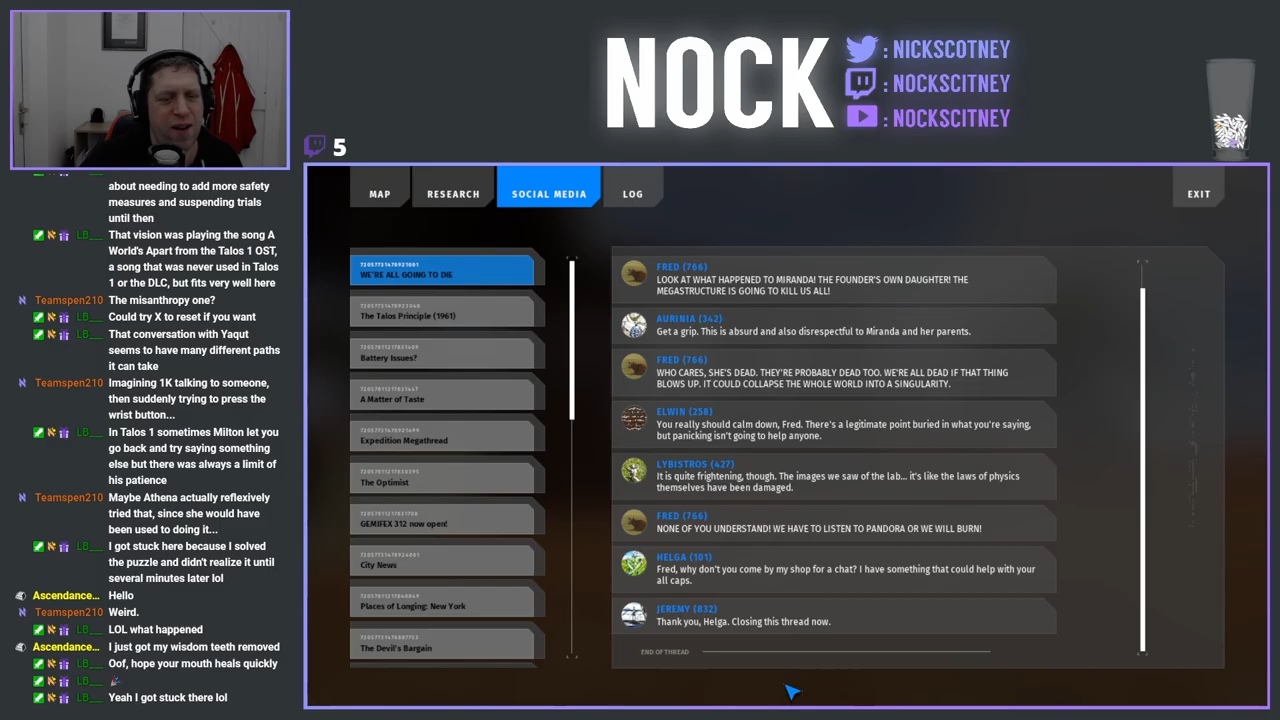 NOCK
: NICKSCOTNEY
: NOCKSCITNEY
: NOCKSCITNEY
5
about needing to add more safety
measures and suspending trials
until then
LB__ That vision was playing the song A
World's Apart from the Talos 1 OST,
a song that was never used in Talos
1 or the DLC, but fits very well here
Teamspen210 The misanthropy one?
LB__ Could try X to reset if you want
LB__ That conversation with Yaqut
seems to have many different paths
it can take
Teamspen210 Imagining 1K talking to someone,
then suddenly trying to press the
wrist button...
LB__ In Talos 1 sometimes Milton let you
go back and try saying something
else but there was always a limit of
his patience
Teamspen210 Maybe Athena actually reflexively
tried that, since she would have
been used to doing it...
LB__ I got stuck here because I solved
the puzzle and didn't realize it until
several minutes later lol
Ascendance... Hello
Teamspen210 Weird.
LB__ LOL what happened
Ascendance... I just got my wisdom teeth removed
LB__ Oof, hope your mouth heals quickly
LB__
LB__ Yeah I got stuck there lol
MAP RESEARCH SOCIAL MEDIA LOG EXIT
WE'RE ALL GOING TO DIE
The Talos Principle (1961)
Battery Issues?
A Matter of Taste
Expedition Megathread
The Optimist
GEMIFEX 312 now open!
City News
Places of Longing: New York
The Devil's Bargain
FRED (766)
LOOK AT WHAT HAPPENED TO MIRANDA! THE FOUNDER'S OWN DAUGHTER! THE
MEGASTRUCTURE IS GOING TO KILL US ALL!
AURINIA (342)
Get a grip. This is absurd and also disrespectful to Miranda and her parents.
FRED (766)
WHO CARES, SHE'S DEAD. THEY'RE PROBABLY DEAD TOO. WE'RE ALL DEAD IF THAT THING
BLOWS UP. IT COULD COLLAPSE THE WHOLE WORLD INTO A SINGULARITY.
ELWIN (258)
You really should calm down, Fred. There's a legitimate point buried in what you're saying,
but panicking isn't going to help anyone.
LYBISTROS (427)
It is quite frightening, though. The images we saw of the lab... it's like the laws of physics
themselves have been damaged.
FRED (766)
NONE OF YOU UNDERSTAND! WE HAVE TO LISTEN TO PANDORA OR WE WILL BURN!
HELGA (101)
Fred, why don't you come by my shop for a chat? I have something that could help with your
all caps.
JEREMY (832)
Thank you, Helga. Closing this thread now.
END OF THREAD